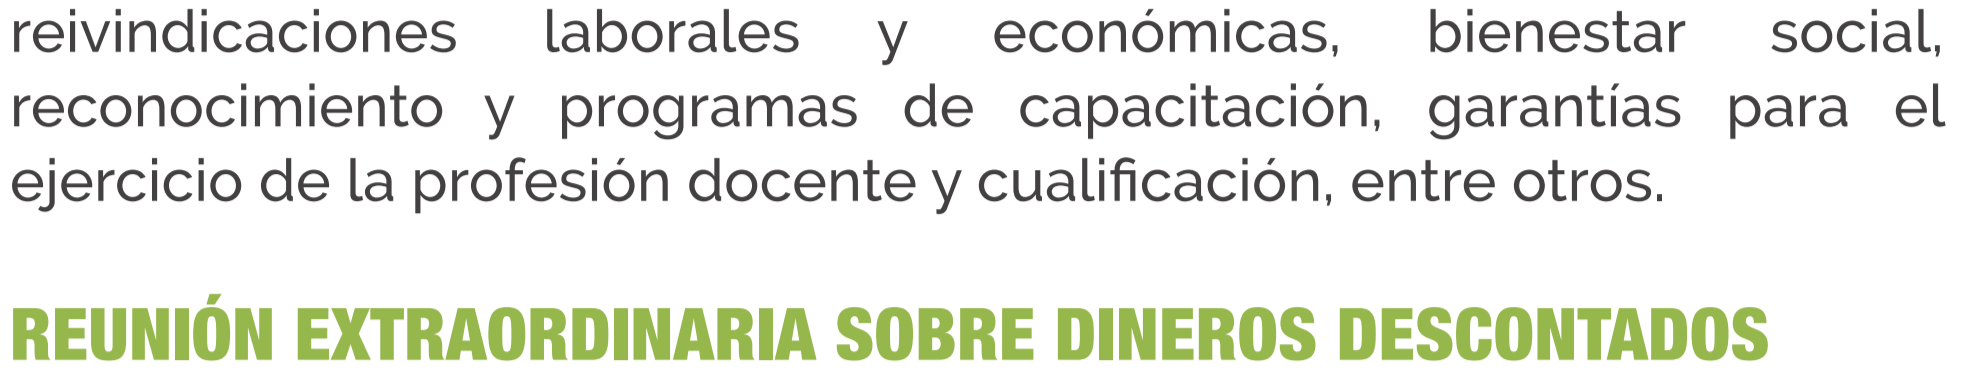 reivindicaciones laborales y económicas, bienestar social,
reconocimiento y programas de capacitación, garantías para el
ejercicio de la profesión docente y cualificación, entre otros.
REUNIÓN EXTRAORDINARIA SOBRE DINEROS DESCONTADOS